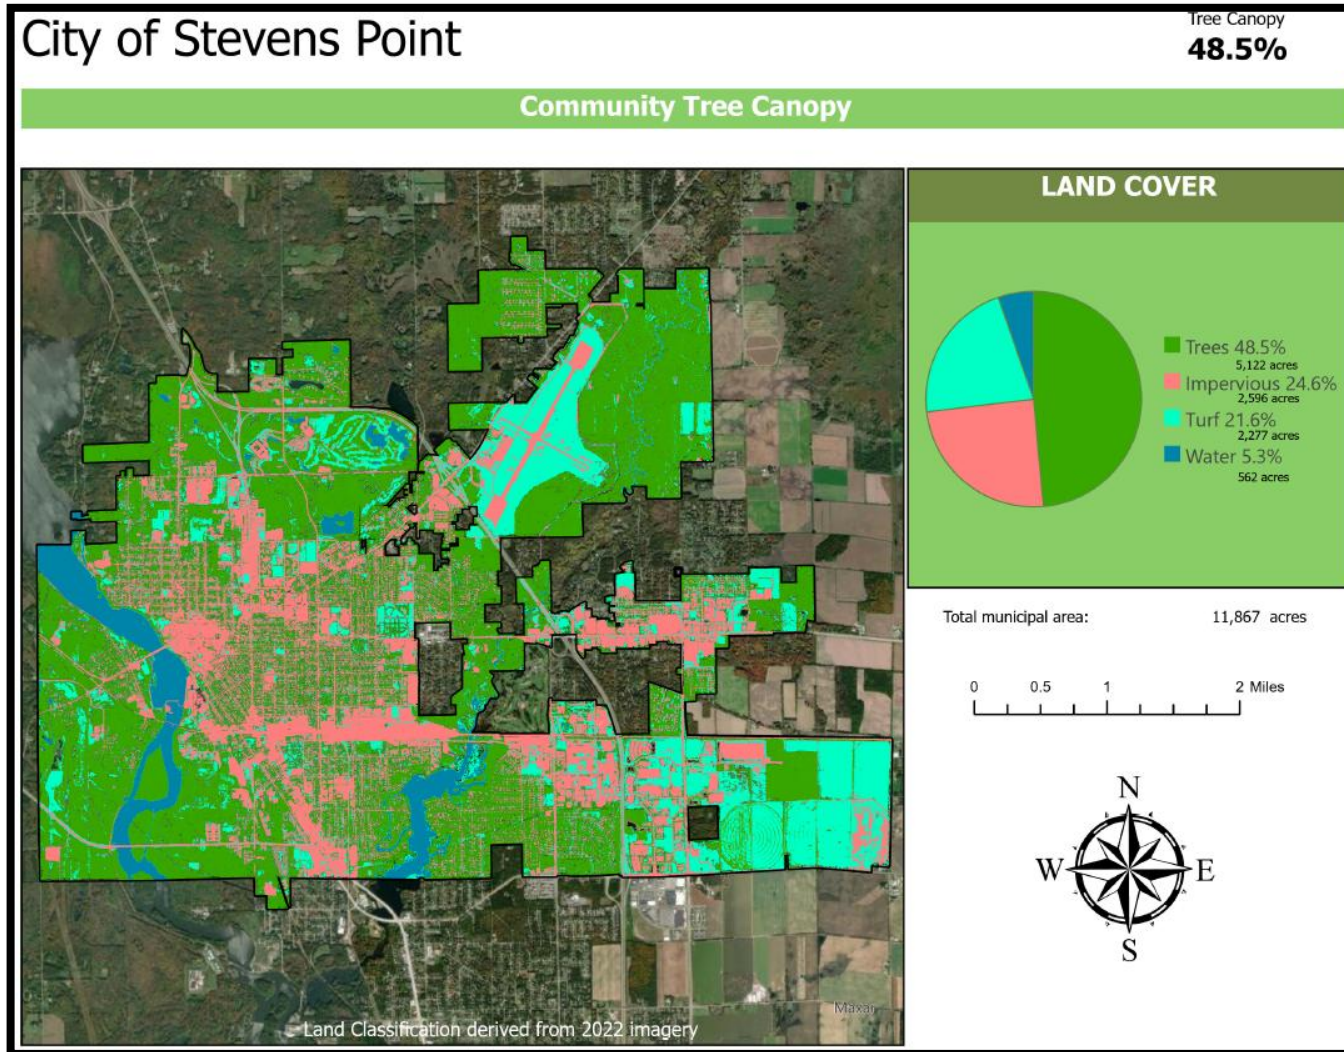 City of Stevens Point
Tree Canopy
48.5%
Community Tree Canopy
LAND COVER
Trees 48.5%
5,122 acres
Impervious 24.6%
2,596 acres
Turf 21.6%
2,277 acres
Water 5.3%
562 acres
Total municipal area: 11,867 acres
0 0.5 1 2 Miles
N
W E
S
Maxar
Land Classification derived from 2022 imagery